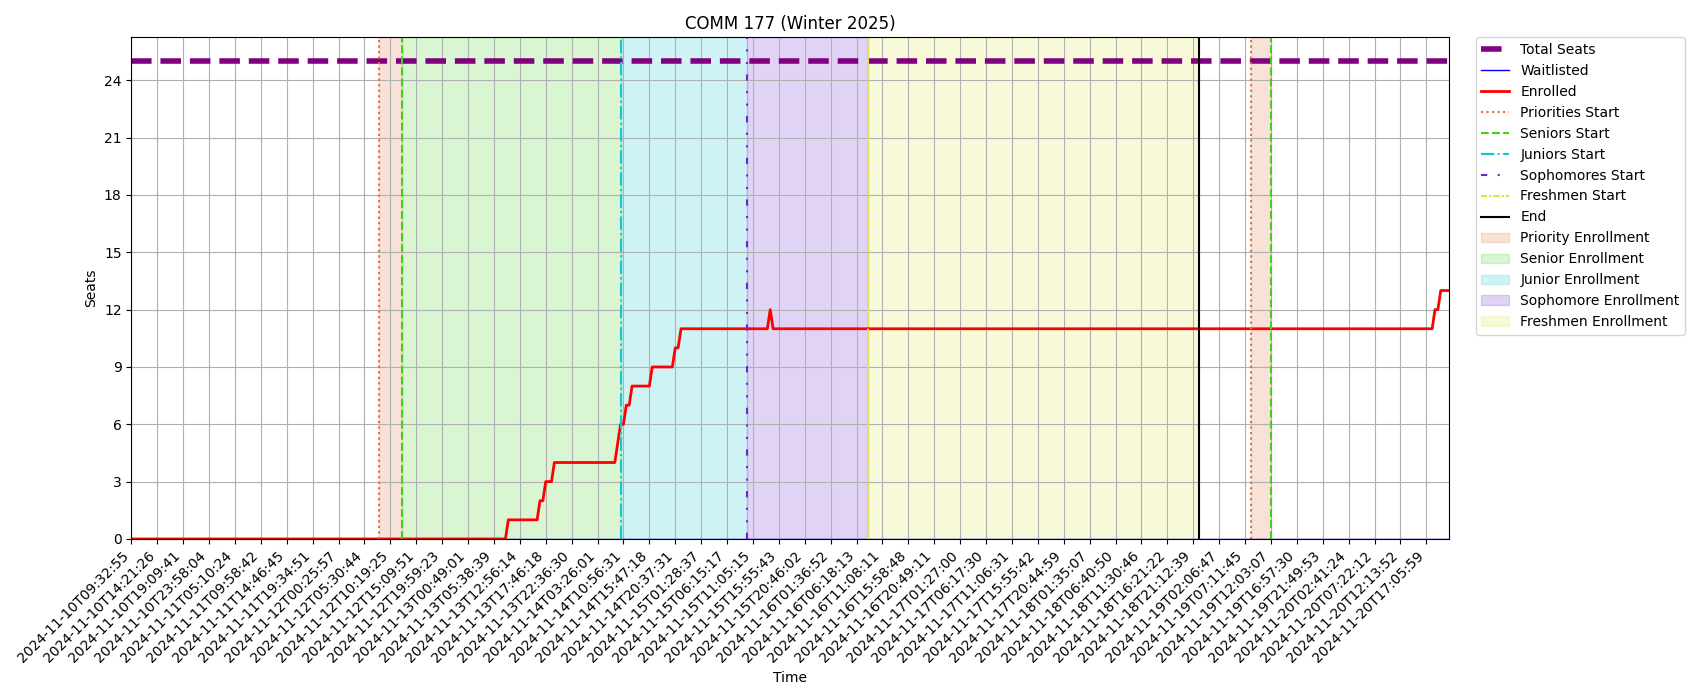 COMM 177 (Winter 2025)
Seats
24
21
18
15
12
9
6
3
0
2024-11-10T09:32:55
2024-11-10T14:21:26
2024-11-10T19:09:41
2024-11-10T23:58:04
2024-11-11T05:10:24
2024-11-11T09:58:42
2024-11-11T14:46:45
2024-11-11T19:34:51
2024-11-12T00:25:57
2024-11-12T05:30:44
2024-11-12T10:19:25
2024-11-12T15:09:51
2024-11-12T19:59:23
2024-11-13T00:49:01
2024-11-13T05:38:39
2024-11-13T12:56:14
2024-11-13T17:46:18
2024-11-13T22:36:30
2024-11-14T03:26:01
2024-11-14T10:56:31
2024-11-14T15:47:18
2024-11-14T20:37:31
2024-11-15T01:28:37
2024-11-15T06:15:17
2024-11-15T11:05:15
2024-11-15T15:55:43
2024-11-15T20:46:02
2024-11-16T01:36:52
2024-11-16T06:18:13
2024-11-16T11:08:11
2024-11-16T15:58:48
2024-11-16T20:49:11
2024-11-17T01:27:00
2024-11-17T06:17:30
2024-11-17T11:06:31
2024-11-17T15:55:42
2024-11-17T20:44:59
2024-11-18T01:35:07
2024-11-18T06:40:50
2024-11-18T11:30:46
2024-11-18T16:21:22
2024-11-18T21:12:39
2024-11-19T02:06:47
2024-11-19T07:11:45
2024-11-19T12:03:07
2024-11-19T16:57:30
2024-11-19T21:49:53
2024-11-20T02:41:24
2024-11-20T07:22:12
2024-11-20T12:13:52
2024-11-20T17:05:59
Time
Total Seats
Waitlisted
Enrolled
Priorities Start
Seniors Start
Juniors Start
Sophomores Start
Freshmen Start
End
Priority Enrollment
Senior Enrollment
Junior Enrollment
Sophomore Enrollment
Freshmen Enrollment